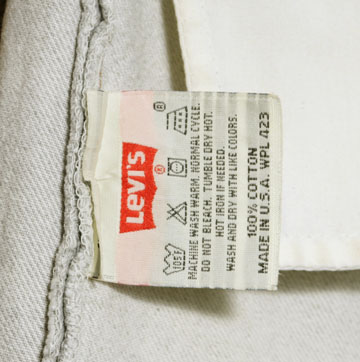 LEVI'S
®
®
105F
MACHINE WASH WARM. NORMAL CYCLE.
DO NOT BLEACH. TUMBLE DRY HOT.
HOT IRON IF NEEDED.
WASH AND DRY WITH LIKE COLORS.
100% COTTON
MADE IN U.S.A. WPL 423